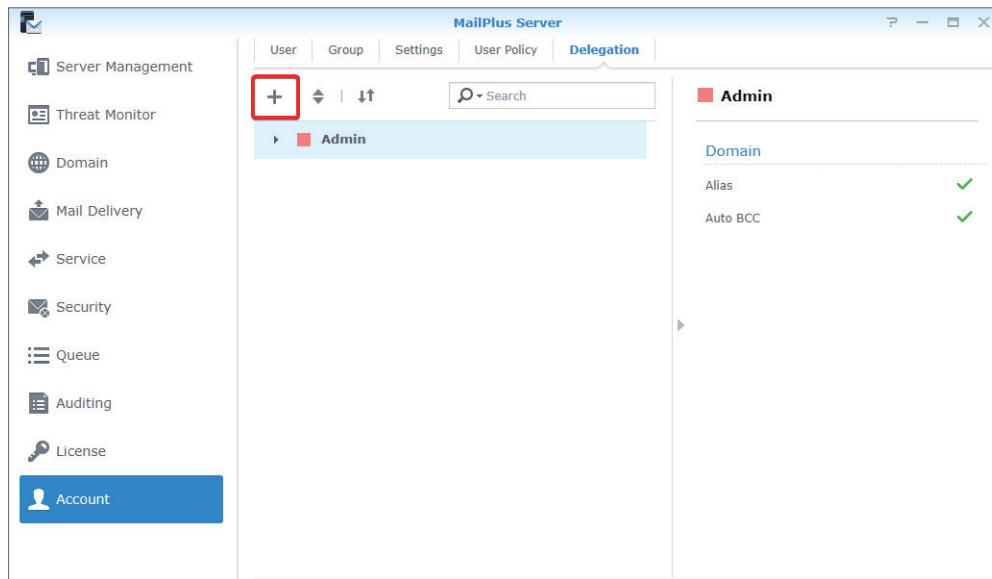 MailPlus Server
Server Management
Threat Monitor
Domain
Mail Delivery
Service
Security
Queue
Auditing
License
Account
User Group Settings User Policy Delegation
Search
Admin
Admin
Domain
Alias
Auto BCC